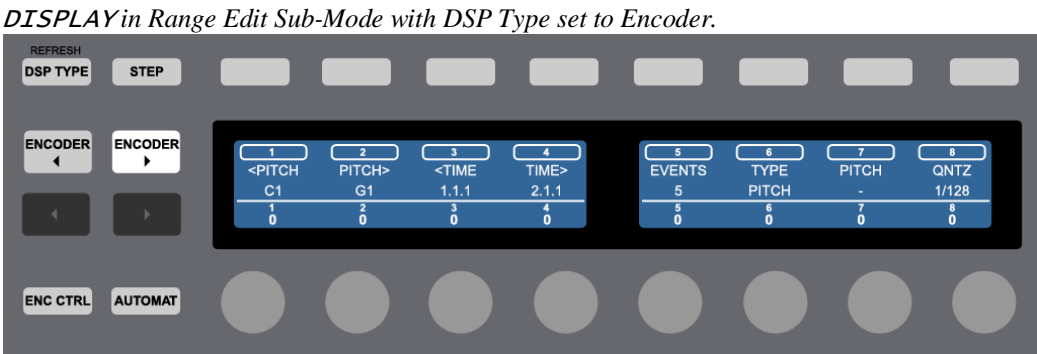 DISPLAY in Range Edit Sub-Mode with DSP Type set to Encoder.
REFRESH
DSP TYPE STEP
ENCODER ENCODER
1 2 3 4 5 6 7 8
<PITCH PITCH> <TIME TIME> EVENTS TYPE PITCH QNTZ
C1 G1 1.1.1 2.1.1 5 PITCH - 1/128
1 2 3 4 5 6 7 8
0 0 0 0 0 0 0 0
ENC CTRL AUTOMAT